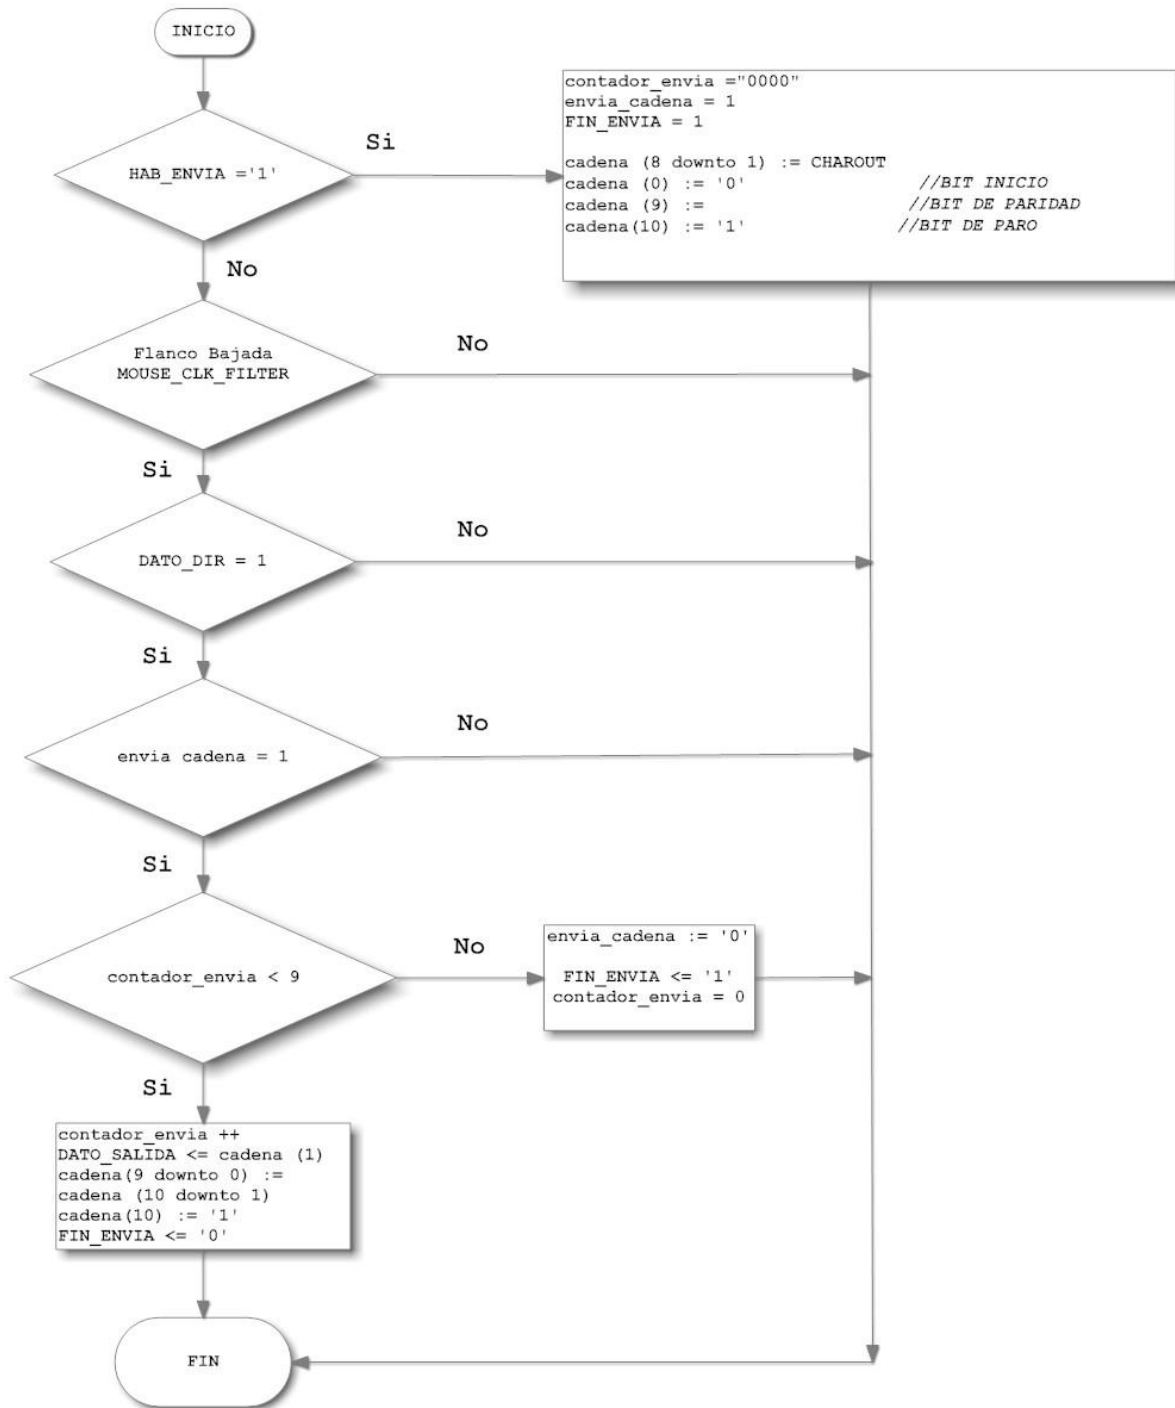 INICIO
HAB_ENVIA ='1'
Si
contador_envia ="0000"
envia_cadena = 1
FIN_ENVIA = 1
cadena (8 downto 1) := CHAROUT
cadena (0) := '0' //BIT INICIO
cadena (9) := //BIT DE PARIDAD
cadena(10) := '1' //BIT DE PARO
No
Flanco Bajada
MOUSE_CLK_FILTER
No
Si
DATO_DIR = 1
No
Si
envia cadena = 1
No
Si
contador_envia < 9
No
envia_cadena := '0'
FIN_ENVIA <= '1'
contador_envia = 0
Si
contador_envia ++
DATO_SALIDA <= cadena (1)
cadena(9 downto 0) :=
cadena (10 downto 1)
cadena(10) := '1'
FIN_ENVIA <= '0'
FIN